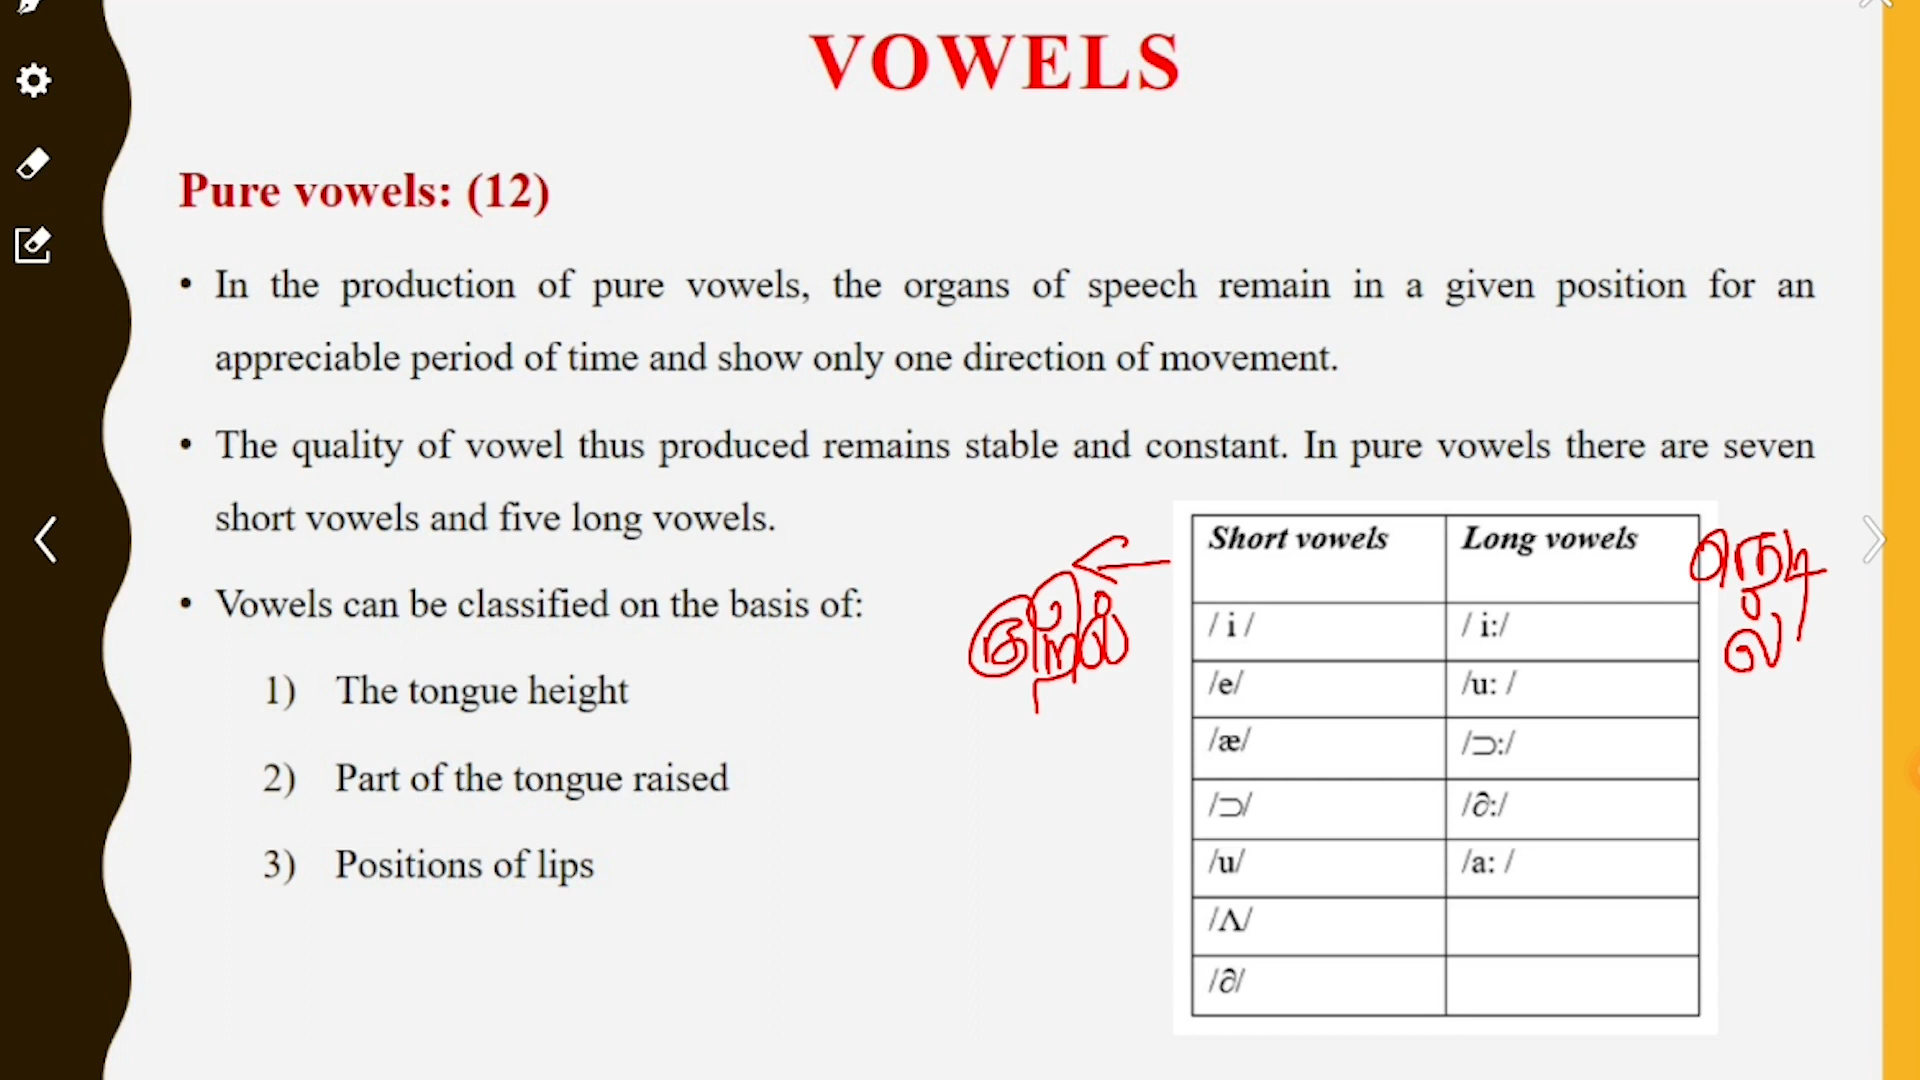 VOWELS
Pure vowels: (12)
• In the production of pure vowels, the organs of speech remain in a given position for an
appreciable period of time and show only one direction of movement.
• The quality of vowel thus produced remains stable and constant. In pure vowels there are seven
short vowels and five long vowels.
• Vowels can be classified on the basis of:
1) The tongue height
2) Part of the tongue raised
3) Positions of lips
குறில்
Short vowels Long vowels
/ i / / i:/
/e/ /u: /
/æ/ /⊃:/
/⊃/ /∂:/
/u/ /a: /
/Λ/
/∂/
நெடில்